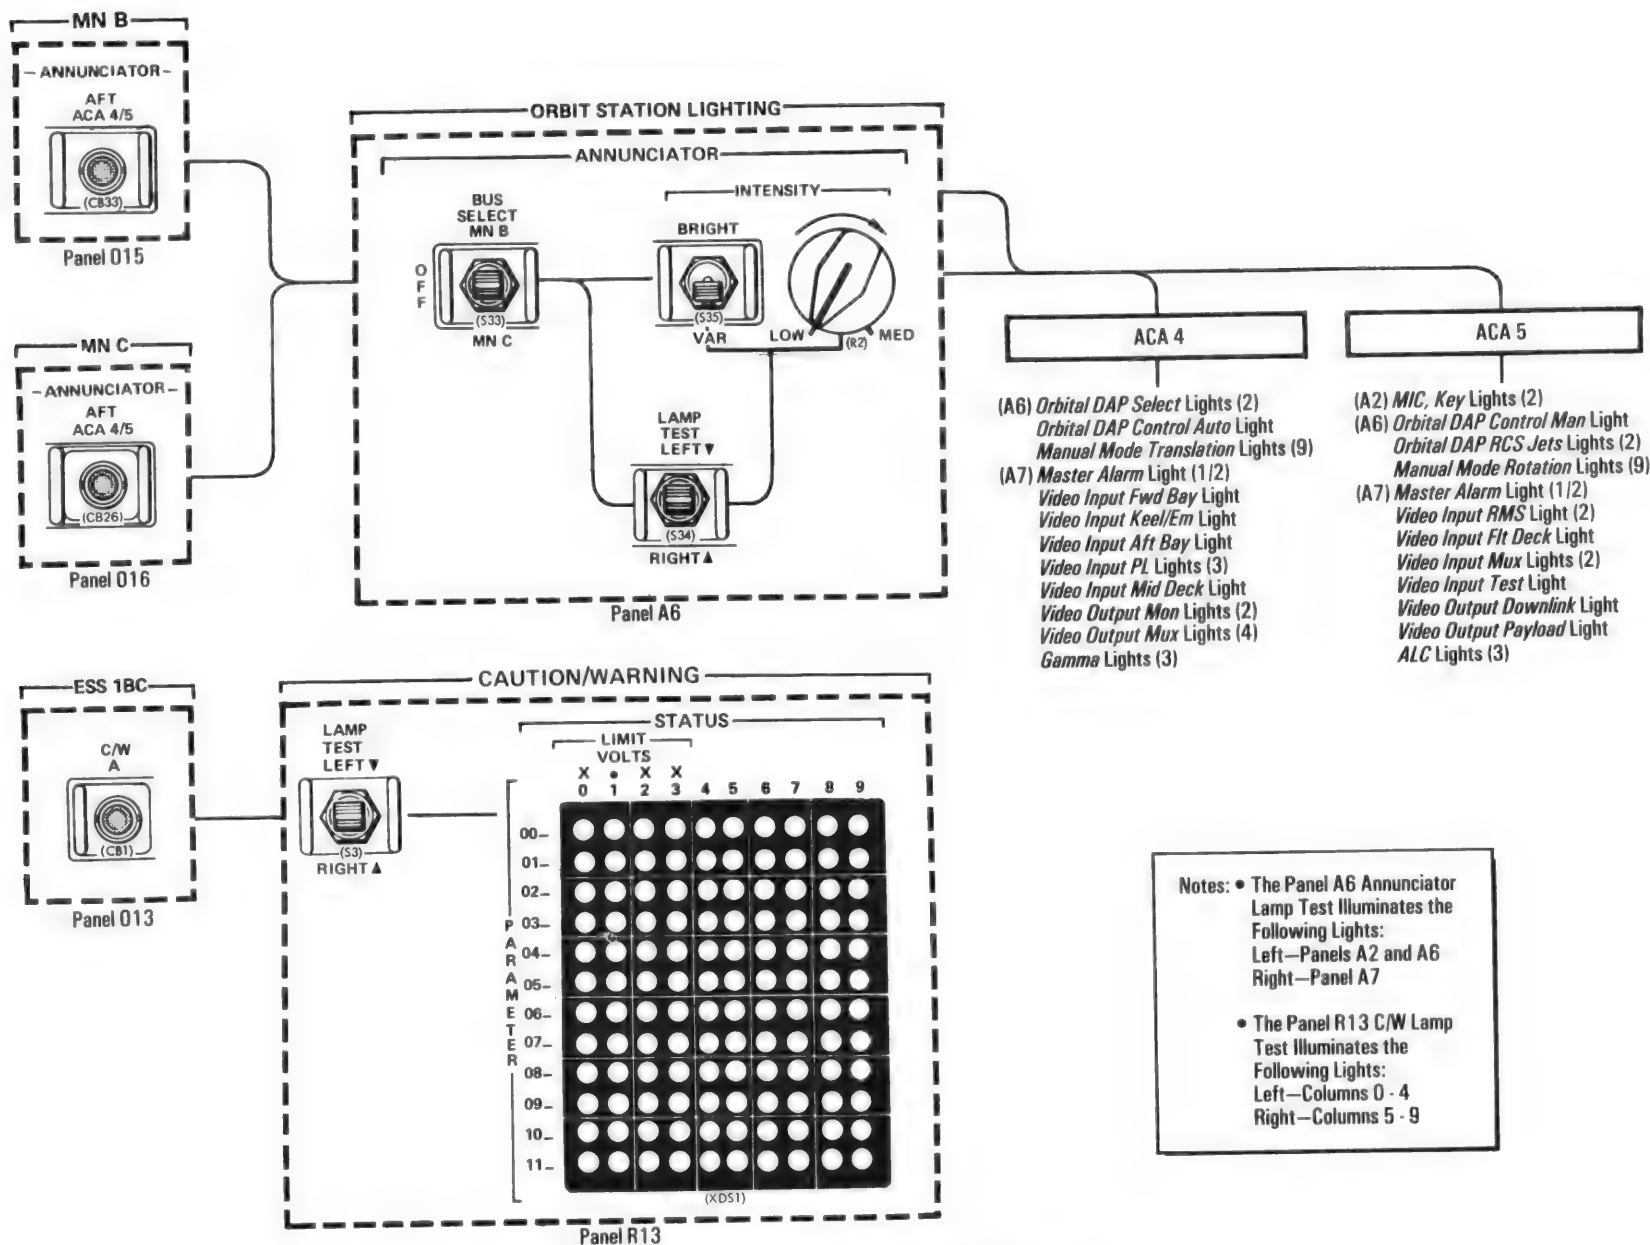 MN B
ANNUNCIATOR
AFT
ACA 4/5
(CB33)
Panel O15
MN C
ANNUNCIATOR
AFT
ACA 4/5
(CB26)
Panel O16
ORBIT STATION LIGHTING
ANNUNCIATOR
BUS
SELECT
MN B
OFF
(S33)
MN C
INTENSITY
BRIGHT
(S35)
VAR
LOW
(R2)
MED
LAMP
TEST
LEFT ▼
(S34)
RIGHT ▲
Panel A6
ACA 4
(A6) Orbital DAP Select Lights (2)
Orbital DAP Control Auto Light
Manual Mode Translation Lights (9)
(A7) Master Alarm Light (1/2)
Video Input Fwd Bay Light
Video Input Keel/Em Light
Video Input Aft Bay Light
Video Input PL Lights (3)
Video Input Mid Deck Light
Video Output Mon Lights (2)
Video Output Mux Lights (4)
Gamma Lights (3)
ACA 5
(A2) MIC, Key Lights (2)
(A6) Orbital DAP Control Man Light
Orbital DAP RCS Jets Lights (2)
Manual Mode Rotation Lights (9)
(A7) Master Alarm Light (1/2)
Video Input RMS Light (2)
Video Input Flt Deck Light
Video Input Mux Lights (2)
Video Input Test Light
Video Output Downlink Light
Video Output Payload Light
ALC Lights (3)
ESS 1BC
C/W
A
(CB1)
Panel O13
CAUTION/WARNING
LAMP
TEST
LEFT ▼
(S3)
RIGHT ▲
STATUS
LIMIT
VOLTS
X • X X
0 1 2 3 4 5 6 7 8 9
PARAMETER
00–
01–
02–
03–
04–
05–
06–
07–
08–
09–
10–
11–
(XDS1)
Panel R13
Notes: • The Panel A6 Annunciator
Lamp Test Illuminates the
Following Lights:
Left—Panels A2 and A6
Right—Panel A7
• The Panel R13 C/W Lamp
Test Illuminates the
Following Lights:
Left—Columns 0 - 4
Right—Columns 5 - 9